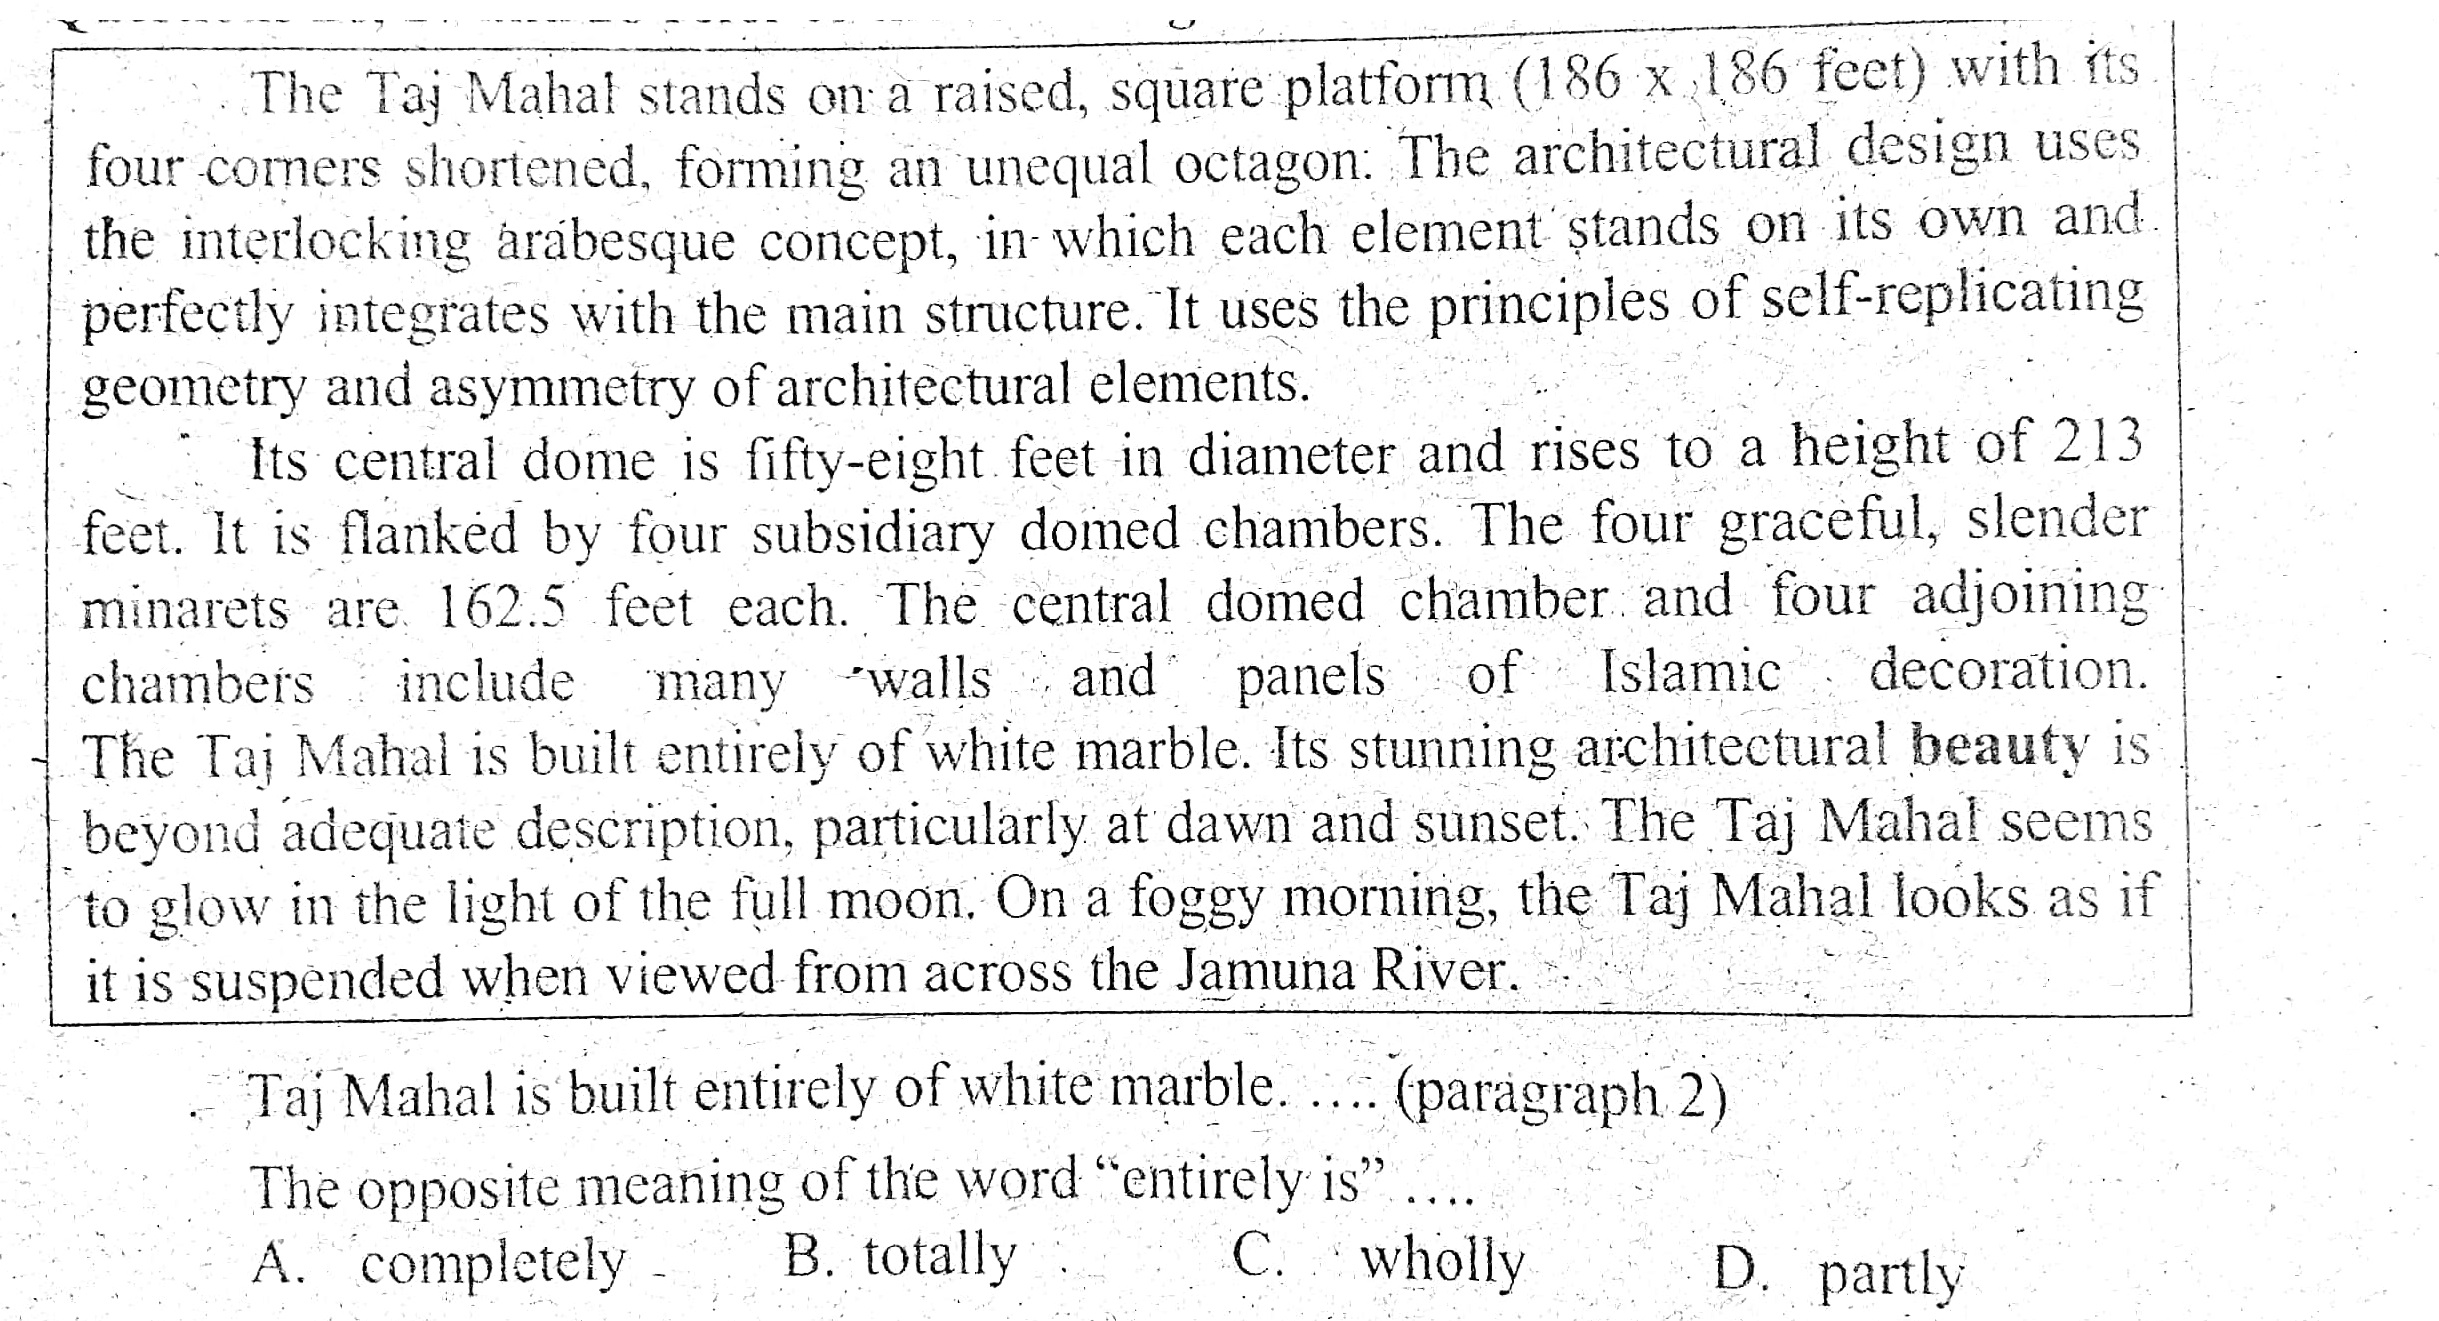 The Taj Mahal stands on a raised, square platform (186 x 186 feet) with its
four corners shortened, forming an unequal octagon. The architectural design uses
the interlocking arabesque concept, in which each element stands on its own and
perfectly integrates with the main structure. It uses the principles of self-replicating
geometry and asymmetry of architectural elements.
Its central dome is fifty-eight feet in diameter and rises to a height of 213
feet. It is flanked by four subsidiary domed chambers. The four graceful, slender
minarets are 162.5 feet each. The central domed chamber and four adjoining
chambers include many walls and panels of Islamic decoration.
The Taj Mahal is built entirely of white marble. Its stunning architectural beauty is
beyond adequate description, particularly at dawn and sunset. The Taj Mahal seems
to glow in the light of the full moon. On a foggy morning, the Taj Mahal looks as if
it is suspended when viewed from across the Jamuna River.
Taj Mahal is built entirely of white marble. .... (paragraph 2)
The opposite meaning of the word “entirely is” ....
A. completely B. totally C. wholly D. partly